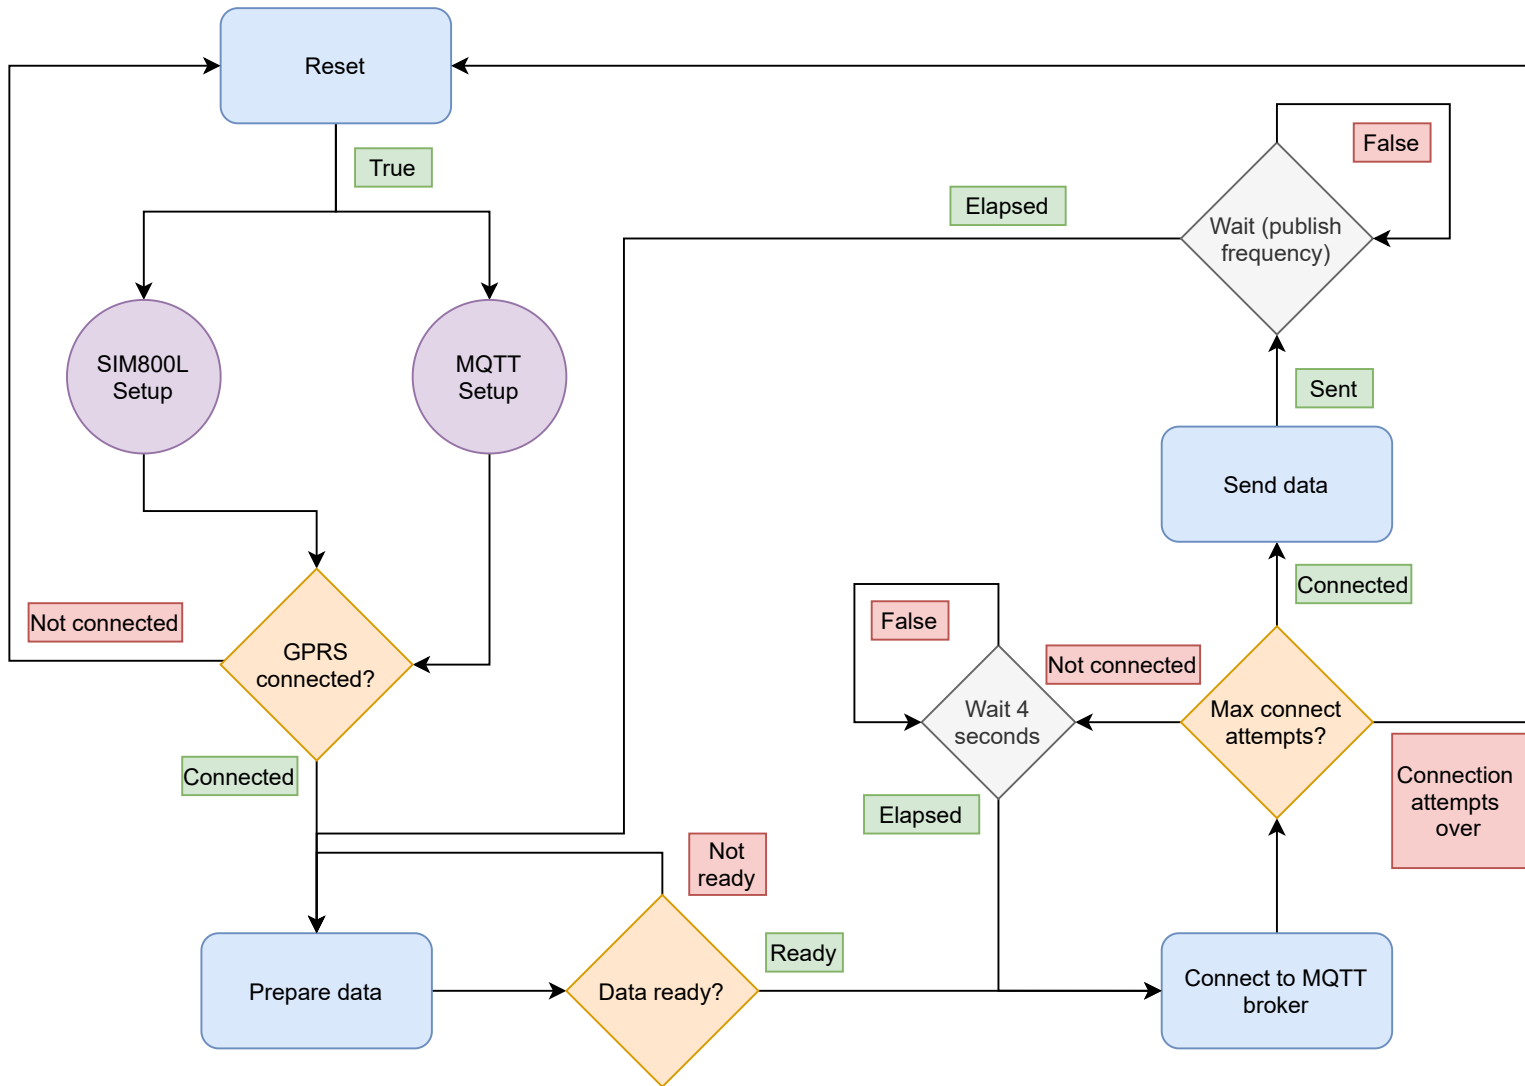 Reset
True
False
Elapsed
Wait (publish
frequency)
SIM800L
Setup
MQTT
Setup
Sent
Send data
Not connected
GPRS
connected?
Connected
False
Not connected
Wait 4
seconds
Max connect
attempts?
Connected
Elapsed
Connection
attempts
over
Not
ready
Ready
Prepare data
Data ready?
Connect to MQTT
broker